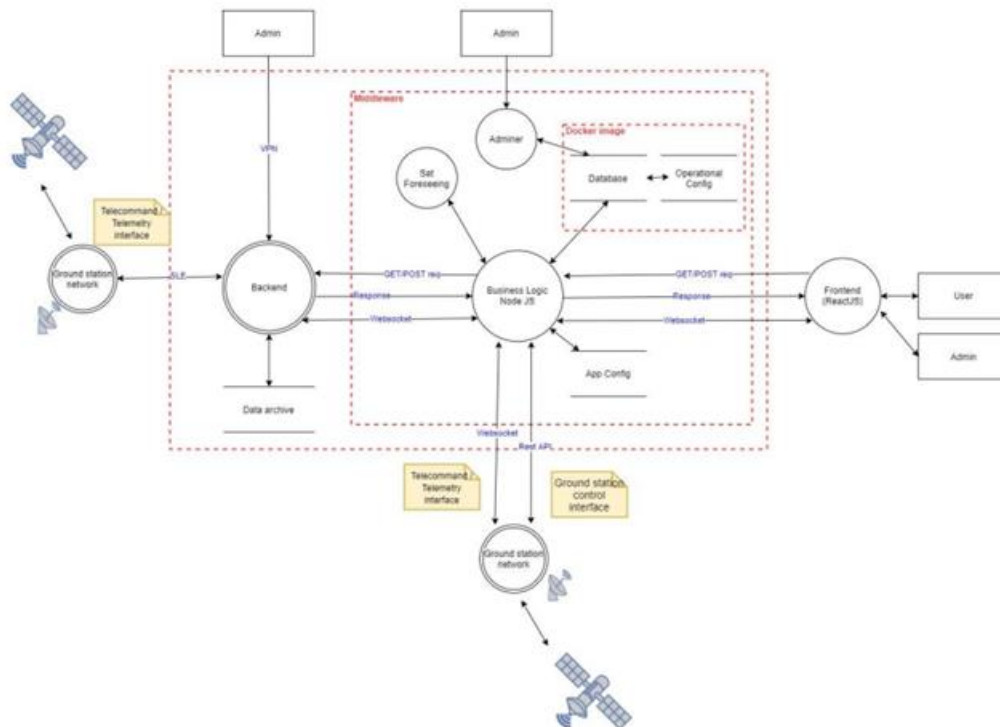 Admin
Admin
Middleware
Adminer
Docker image
Database
Operational
Config
Sat
Foreseeing
VPN
Telecommand /
Telemetry
interface
Ground station
network
SLE
Backend
GET/POST req
Response
Websocket
Business Logic
Node JS
GET/POST req
Response
Websocket
Frontend
(ReactJS)
User
Admin
App Config
Data archive
Websocket
Rest API
Telecommand /
Telemetry
interface
Ground station
control
interface
Ground station
network